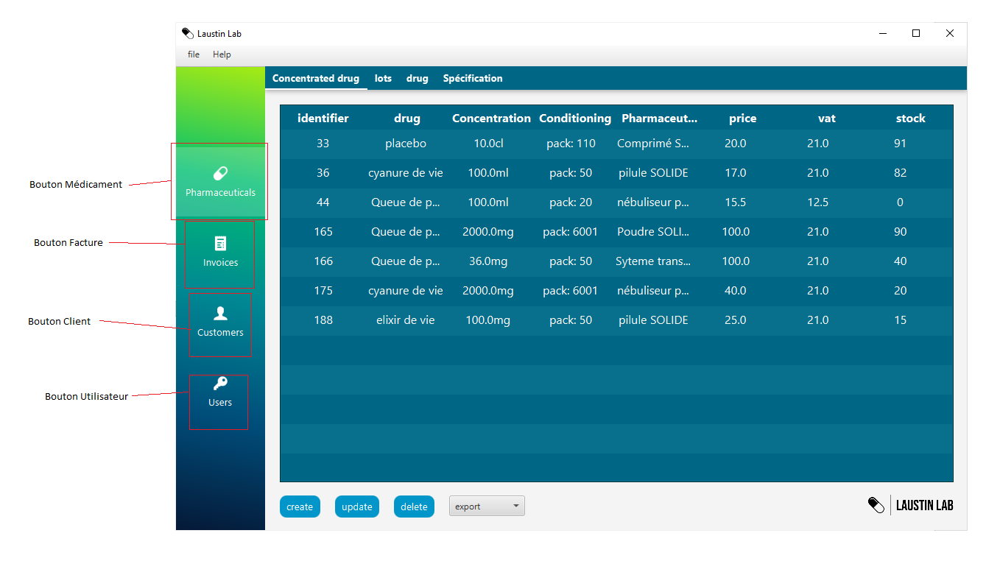 Laustin Lab
file Help
Concentrated drug lots drug Spécification
identifier drug Concentration Conditioning Pharmaceut... price vat stock
33 placebo 10.0cl pack: 110 Comprimé S... 20.0 21.0 91
36 cyanure de vie 100.0ml pack: 50 pilule SOLIDE 17.0 21.0 82
44 Queue de p... 100.0ml pack: 20 nébuliseur p... 15.5 12.5 0
165 Queue de p... 2000.0mg pack: 6001 Poudre SOLI... 100.0 21.0 90
166 Queue de p... 36.0mg pack: 50 Syteme trans... 100.0 21.0 40
175 cyanure de vie 2000.0mg pack: 6001 nébuliseur p... 40.0 21.0 20
188 elixir de vie 100.0mg pack: 50 pilule SOLIDE 25.0 21.0 15
Bouton Médicament
Pharmaceuticals
Bouton Facture
Invoices
Bouton Client
Customers
Bouton Utilisateur
Users
create update delete export
LAUSTIN LAB